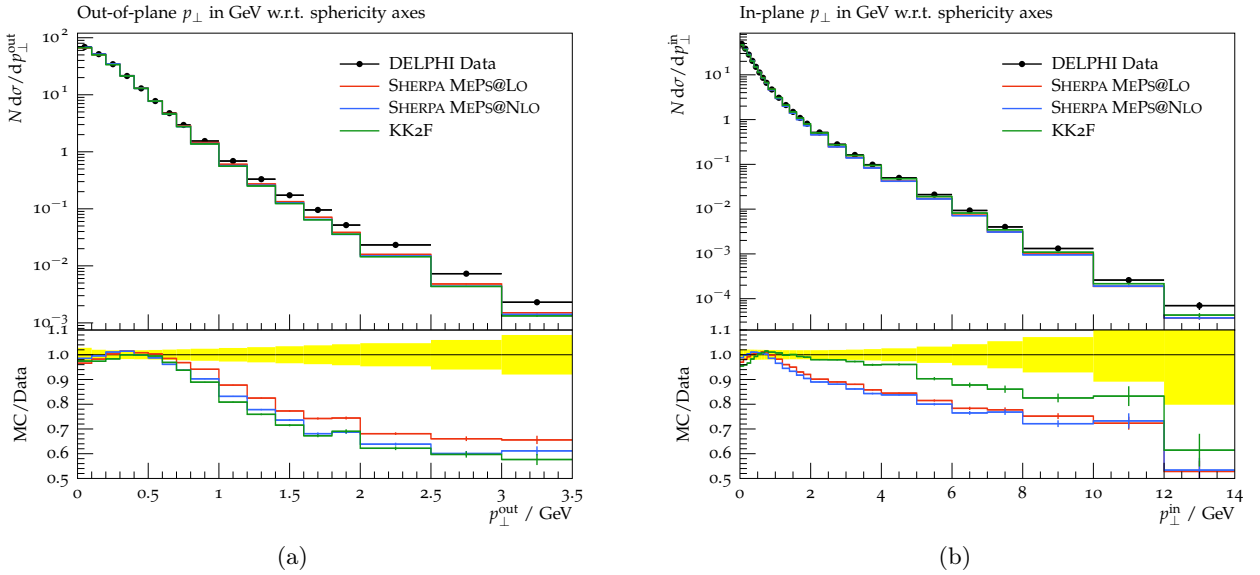 Out-of-plane p⊥ in GeV w.r.t. sphericity axes
N dσ/dp⊥^out
10^2
10^1
1
10^−1
10^−2
10^−3
DELPHI Data
SHERPA MEPS@LO
SHERPA MEPS@NLO
KK2F
MC/Data
1.1
1.0
0.9
0.8
0.7
0.6
0.5
0 0.5 1 1.5 2 2.5 3 3.5
p⊥^out / GeV
(a)
In-plane p⊥ in GeV w.r.t. sphericity axes
N dσ/dp⊥^in
10^1
1
10^−1
10^−2
10^−3
10^−4
DELPHI Data
SHERPA MEPS@LO
SHERPA MEPS@NLO
KK2F
MC/Data
1.1
1.0
0.9
0.8
0.7
0.6
0.5
0 2 4 6 8 10 12 14
p⊥^in / GeV
(b)